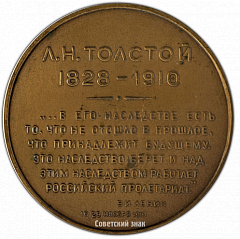 Л.Н.ТОЛСТОЙ
1828-1910
"...В ЕГО НАСЛЕДСТВЕ ЕСТЬ
ТО, ЧТО НЕ ОТОШЛО В ПРОШЛОЕ,
ЧТО ПРИНАДЛЕЖИТ БУДУЩЕМУ.
ЭТО НАСЛЕДСТВО БЕРЕТ И НАД
ЭТИМ НАСЛЕДСТВОМ РАБОТАЕТ
РОССИЙСКИЙ ПРОЛЕТАРИАТ."
В.И.ЛЕНИН
Советский знак